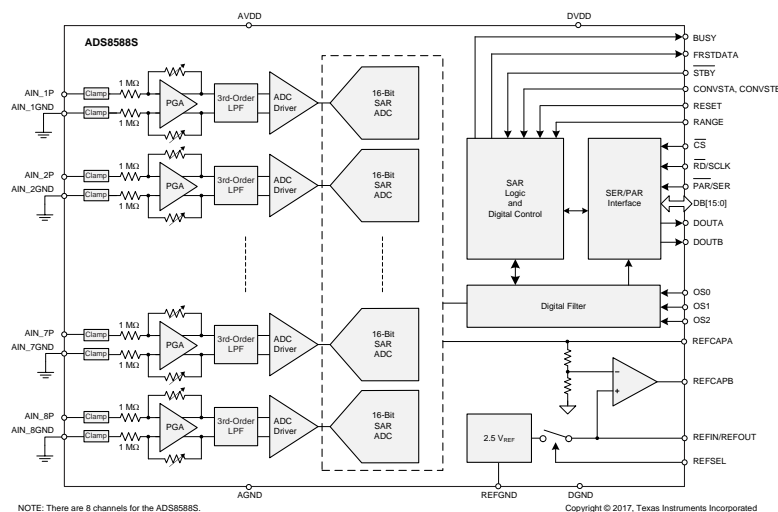 AVDD
DVDD
ADS8588S
BUSY
FRSTDATA
STBY
CONVSTA, CONVSTB
RESET
RANGE
CS
RD/SCLK
PAR/SER
DB[15:0]
DOUTA
DOUTB
OS0
OS1
OS2
REFCAPA
REFCAPB
REFIN/REFOUT
REFSEL
AIN_1P
AIN_1GND
Clamp
Clamp
1 MΩ
1 MΩ
PGA
3rd-Order
LPF
ADC
Driver
16-Bit
SAR
ADC
AIN_2P
AIN_2GND
Clamp
Clamp
1 MΩ
1 MΩ
PGA
3rd-Order
LPF
ADC
Driver
16-Bit
SAR
ADC
SAR
Logic
and
Digital Control
SER/PAR
Interface
Digital Filter
AIN_7P
AIN_7GND
Clamp
Clamp
1 MΩ
1 MΩ
PGA
3rd-Order
LPF
ADC
Driver
16-Bit
SAR
ADC
AIN_8P
AIN_8GND
Clamp
Clamp
1 MΩ
1 MΩ
PGA
3rd-Order
LPF
ADC
Driver
16-Bit
SAR
ADC
2.5 VREF
AGND
REFGND
DGND
NOTE: There are 8 channels for the ADS8588S.
Copyright © 2017, Texas Instruments Incorporated